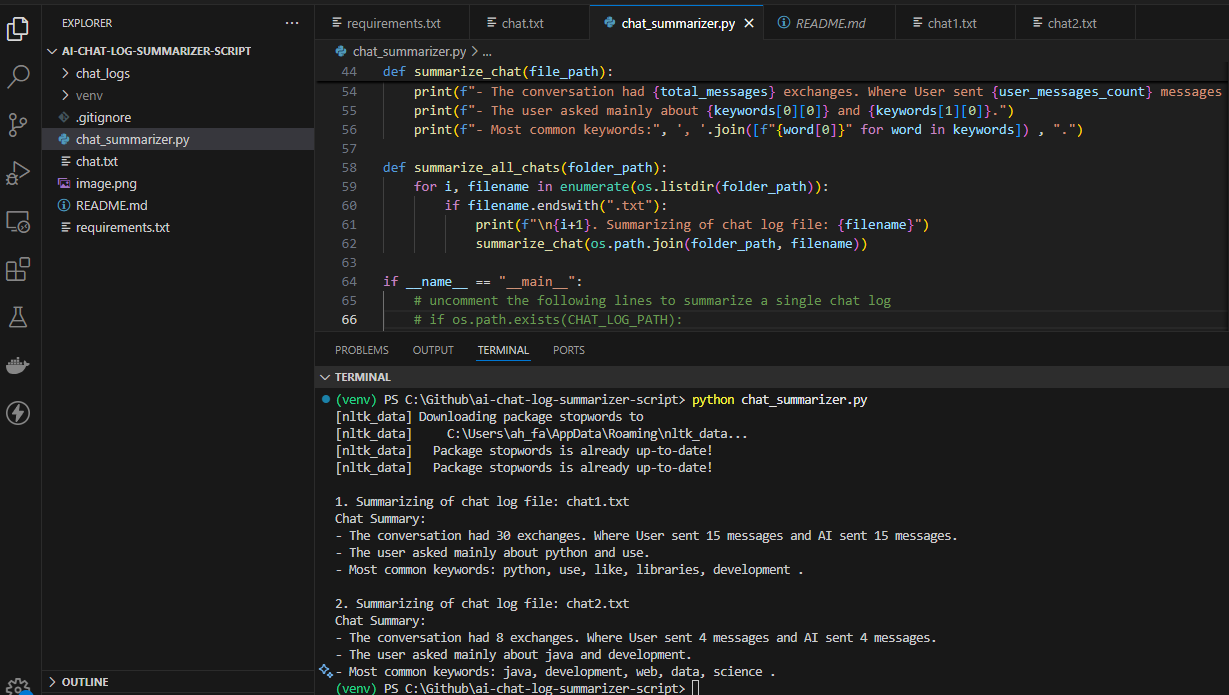 EXPLORER ...
AI-CHAT-LOG-SUMMARIZER-SCRIPT
chat_logs
venv
.gitignore
chat_summarizer.py
chat.txt
image.png
README.md
requirements.txt
OUTLINE
requirements.txt chat.txt chat_summarizer.py README.md chat1.txt chat2.txt
chat_summarizer.py > ...
44 def summarize_chat(file_path):
54 print(f"- The conversation had {total_messages} exchanges. Where User sent {user_messages_count} messages
55 print(f"- The user asked mainly about {keywords[0][0]} and {keywords[1][0]}.")
56 print(f"- Most common keywords:", ', '.join([f"{word[0]}" for word in keywords]) , ".")
57
58 def summarize_all_chats(folder_path):
59 for i, filename in enumerate(os.listdir(folder_path)):
60 if filename.endswith(".txt"):
61 print(f"\n{i+1}. Summarizing of chat log file: {filename}")
62 summarize_chat(os.path.join(folder_path, filename))
63
64 if __name__ == "__main__":
65 # uncomment the following lines to summarize a single chat log
66 # if os.path.exists(CHAT_LOG_PATH):
PROBLEMS OUTPUT TERMINAL PORTS
TERMINAL
(venv) PS C:\Github\ai-chat-log-summarizer-script> python chat_summarizer.py
[nltk_data] Downloading package stopwords to
[nltk_data] C:\Users\ah_fa\AppData\Roaming\nltk_data...
[nltk_data] Package stopwords is already up-to-date!
[nltk_data] Package stopwords is already up-to-date!
1. Summarizing of chat log file: chat1.txt
Chat Summary:
- The conversation had 30 exchanges. Where User sent 15 messages and AI sent 15 messages.
- The user asked mainly about python and use.
- Most common keywords: python, use, like, libraries, development .
2. Summarizing of chat log file: chat2.txt
Chat Summary:
- The conversation had 8 exchanges. Where User sent 4 messages and AI sent 4 messages.
- The user asked mainly about java and development.
- Most common keywords: java, development, web, data, science .
(venv) PS C:\Github\ai-chat-log-summarizer-script>